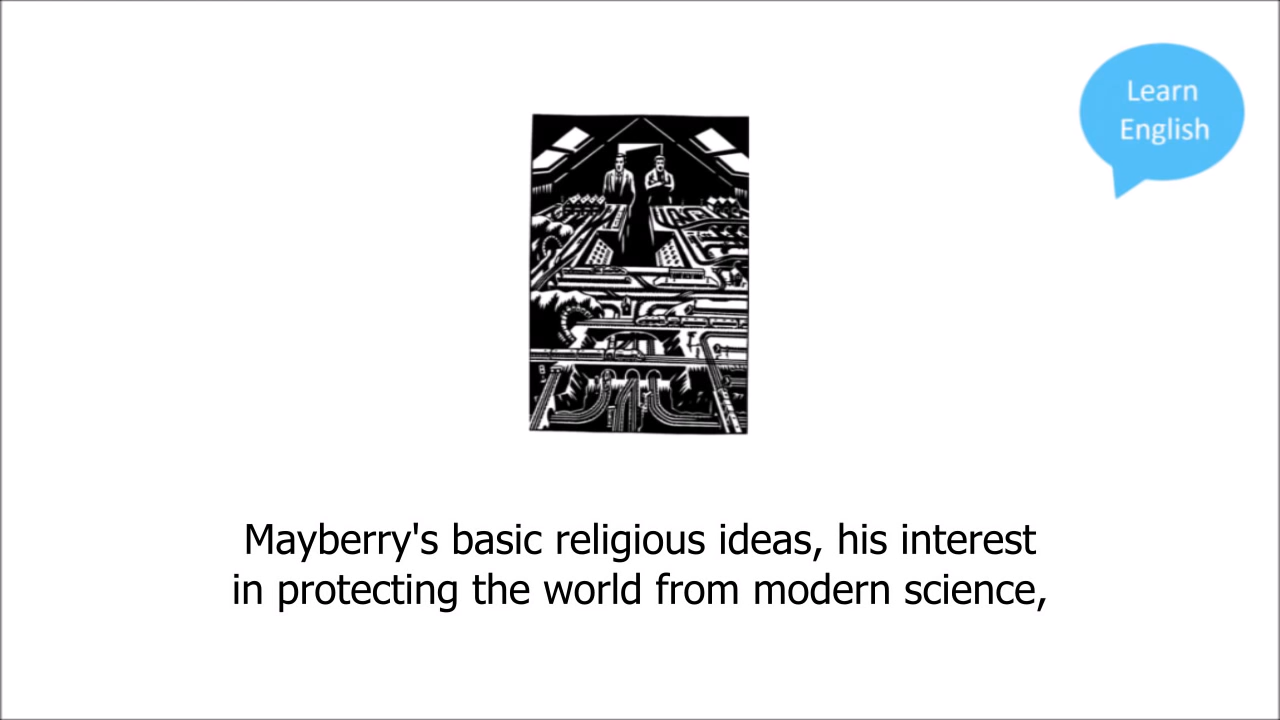 Learn
English
Mayberry's basic religious ideas, his interest
in protecting the world from modern science,